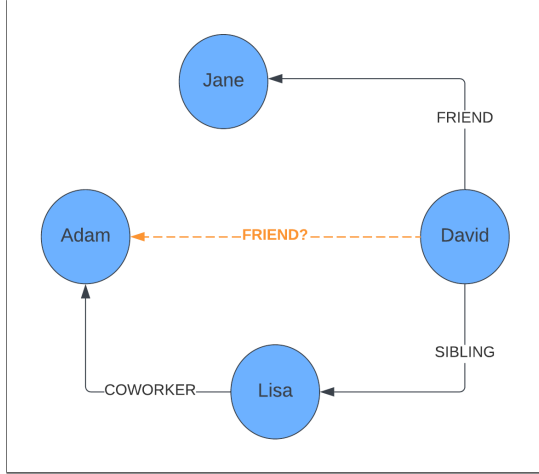 Jane
FRIEND
Adam
FRIEND?
David
SIBLING
COWORKER
Lisa